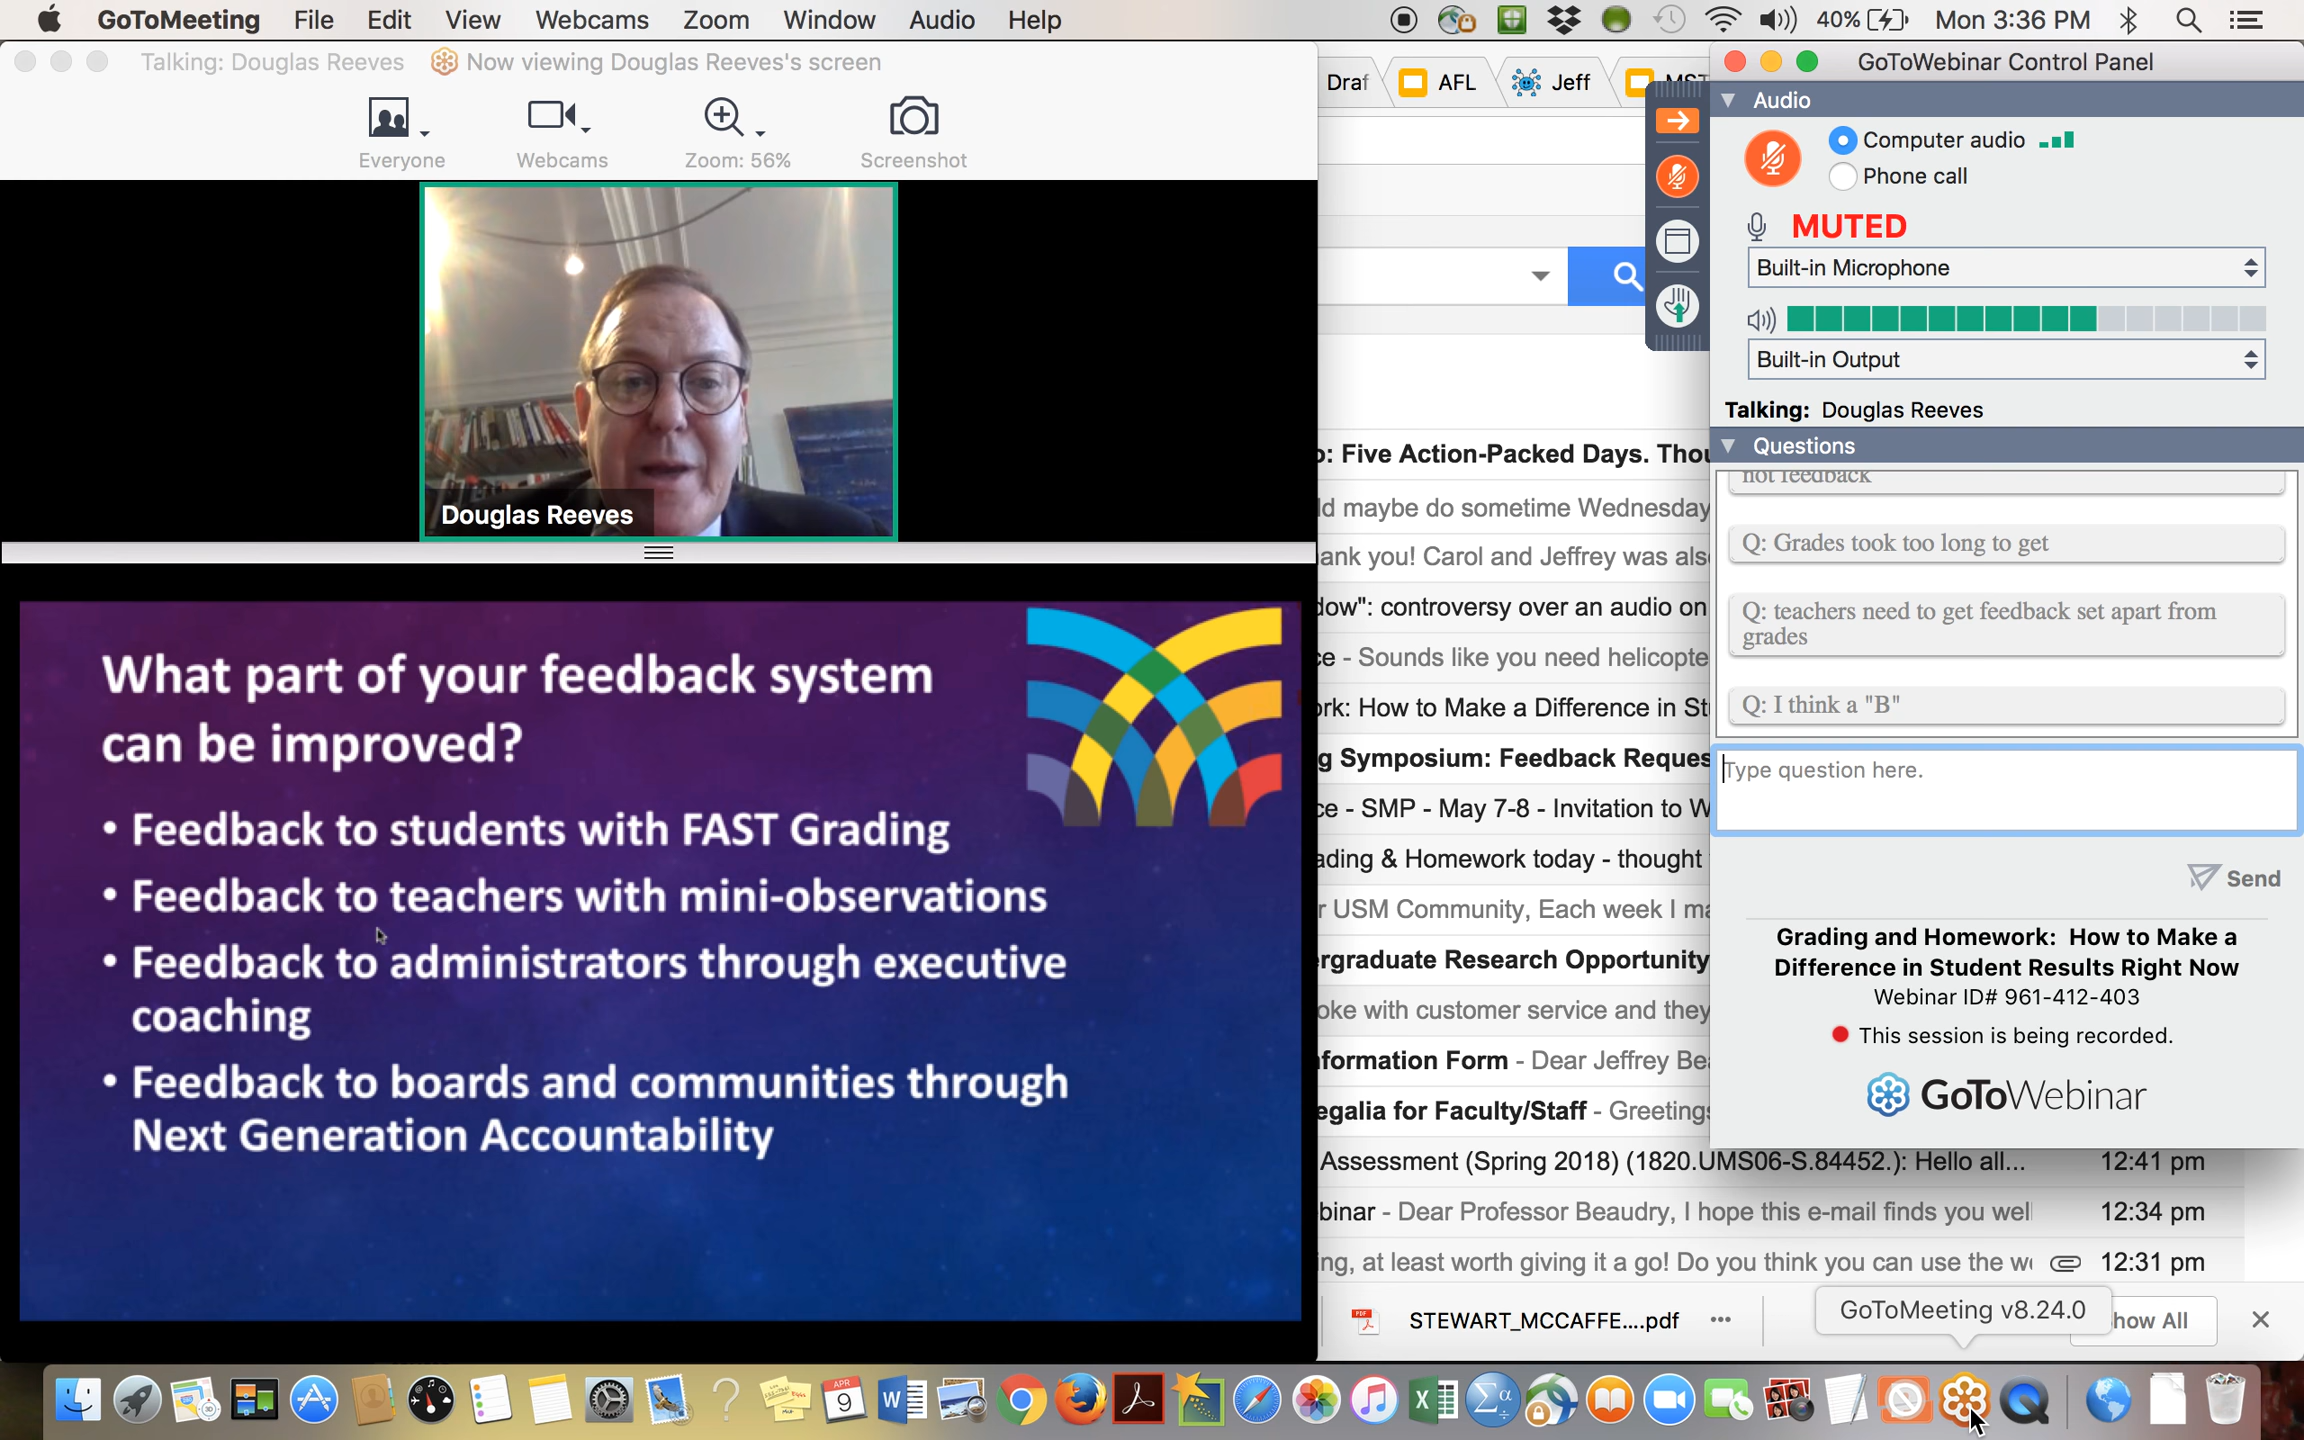 GoToMeeting File Edit View Webcams Zoom Window Audio Help
40% Mon 3:36 PM
Talking: Douglas Reeves Now viewing Douglas Reeves's screen
Everyone Webcams Zoom: 56% Screenshot
Douglas Reeves
What part of your feedback system
can be improved?
• Feedback to students with FAST Grading
• Feedback to teachers with mini-observations
• Feedback to administrators through executive
coaching
• Feedback to boards and communities through
Next Generation Accountability
Draf AFL Jeff MST
: Five Action-Packed Days. Thou
ld maybe do sometime Wednesday
ank you! Carol and Jeffrey was als
dow": controversy over an audio on
ce - Sounds like you need helicopte
ork: How to Make a Difference in St
g Symposium: Feedback Reques
ce - SMP - May 7-8 - Invitation to W
ading & Homework today - thought
r USM Community, Each week I ma
ergraduate Research Opportunity
oke with customer service and they
nformation Form - Dear Jeffrey Bea
egalia for Faculty/Staff - Greetings
Assessment (Spring 2018) (1820.UMS06-S.84452.): Hello all... 12:41 pm
binar - Dear Professor Beaudry, I hope this e-mail finds you well 12:34 pm
ing, at least worth giving it a go! Do you think you can use the we 12:31 pm
STEWART_MCCAFFE....pdf
GoToMeeting v8.24.0
how All
GoToWebinar Control Panel
Audio
Computer audio
Phone call
MUTED
Built-in Microphone
Built-in Output
Talking: Douglas Reeves
Questions
not feedback
Q: Grades took too long to get
Q: teachers need to get feedback set apart from
grades
Q: I think a "B"
Type question here.
Send
Grading and Homework: How to Make a
Difference in Student Results Right Now
Webinar ID# 961-412-403
This session is being recorded.
GoToWebinar
APR
9